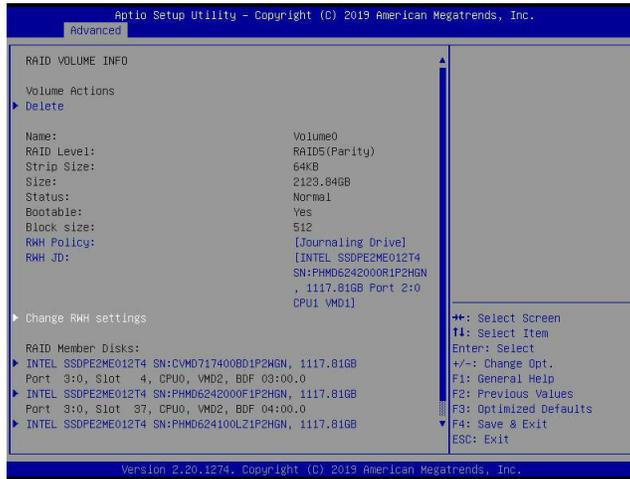 Aptio Setup Utility – Copyright (C) 2019 American Megatrends, Inc.
Advanced
RAID VOLUME INFO
Volume Actions
Delete
Name: Volume0
RAID Level: RAID5(Parity)
Strip Size: 64KB
Size: 2123.84GB
Status: Normal
Bootable: Yes
Block size: 512
RWH Policy: [Journaling Drive]
RWH JD: [INTEL SSDPE2ME012T4
SN:PHMD6242000R1P2HGN
, 1117.81GB Port 2:0
CPU1 VMD1]
Change RWH settings
RAID Member Disks:
INTEL SSDPE2ME012T4 SN:CVMD717400BD1P2WGN, 1117.81GB
Port 3:0, Slot 4, CPU0, VMD2, BDF 03:00.0
INTEL SSDPE2ME012T4 SN:PHMD6242000F1P2HGN, 1117.81GB
Port 3:0, Slot 37, CPU0, VMD2, BDF 04:00.0
INTEL SSDPE2ME012T4 SN:PHMD624100LZ1P2HGN, 1117.81GB
→←: Select Screen
↑↓: Select Item
Enter: Select
+/-: Change Opt.
F1: General Help
F2: Previous Values
F3: Optimized Defaults
F4: Save & Exit
ESC: Exit
Version 2.20.1274. Copyright (C) 2019 American Megatrends, Inc.